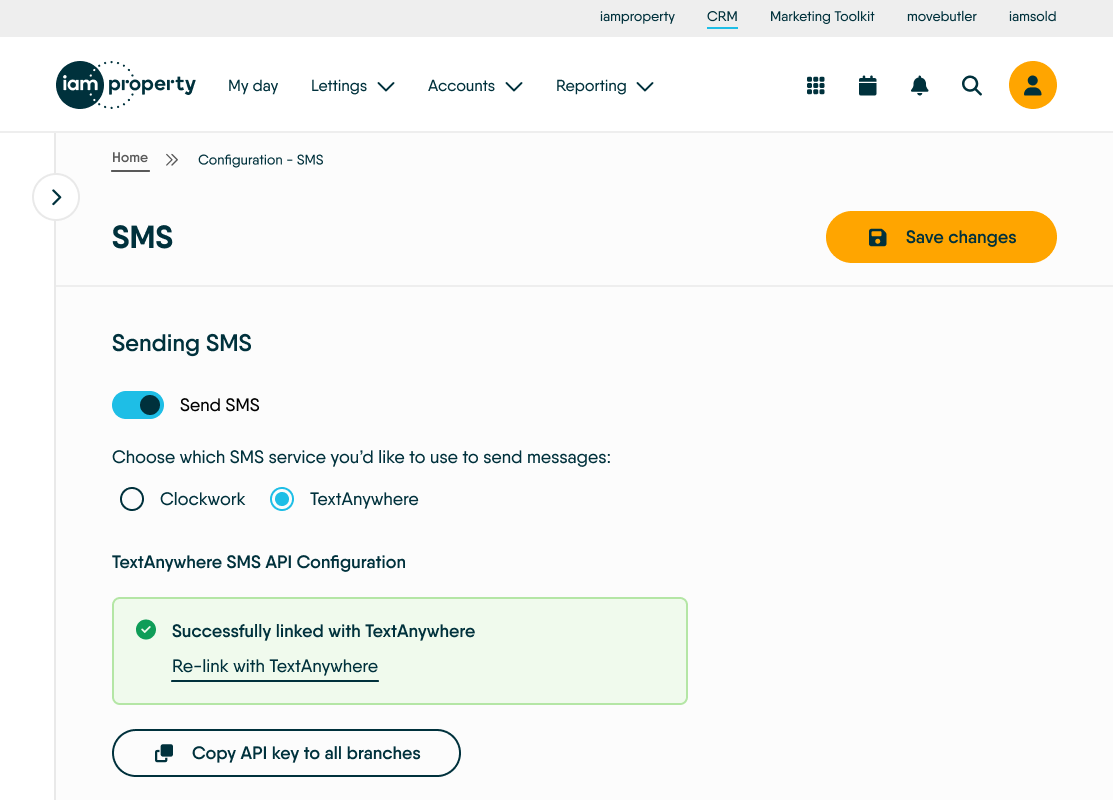 iamproperty CRM Marketing Toolkit movebutler iamsold
iam property My day Lettings Accounts Reporting
Home Configuration - SMS
SMS
Save changes
Sending SMS
Send SMS
Choose which SMS service you’d like to use to send messages:
Clockwork TextAnywhere
TextAnywhere SMS API Configuration
Successfully linked with TextAnywhere
Re-link with TextAnywhere
Copy API key to all branches